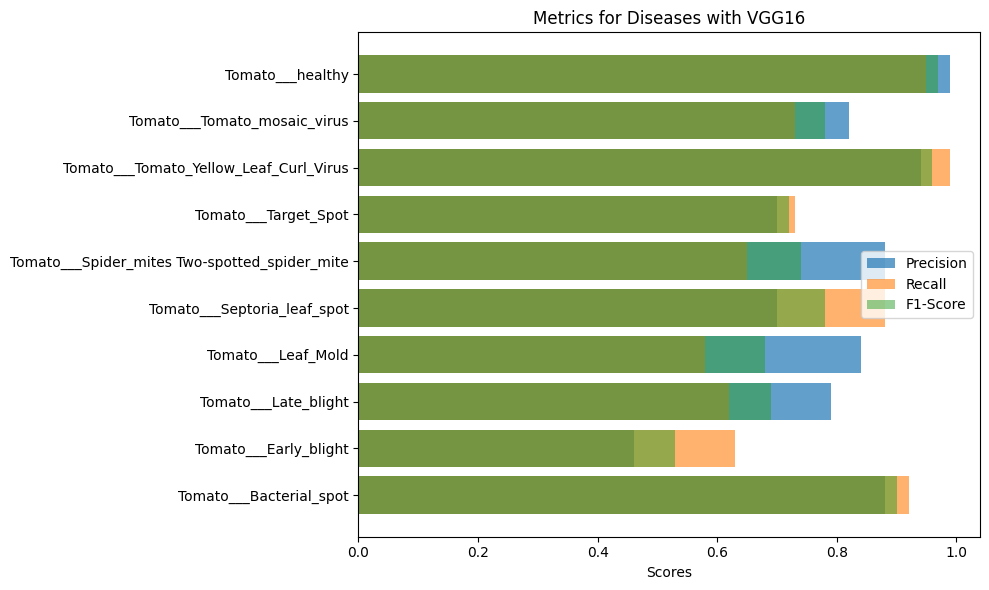 Metrics for Diseases with VGG16
Tomato___healthy
Tomato___Tomato_mosaic_virus
Tomato___Tomato_Yellow_Leaf_Curl_Virus
Tomato___Target_Spot
Tomato___Spider_mites Two-spotted_spider_mite
Tomato___Septoria_leaf_spot
Tomato___Leaf_Mold
Tomato___Late_blight
Tomato___Early_blight
Tomato___Bacterial_spot
Precision
Recall
F1-Score
0.0 0.2 0.4 0.6 0.8 1.0
Scores